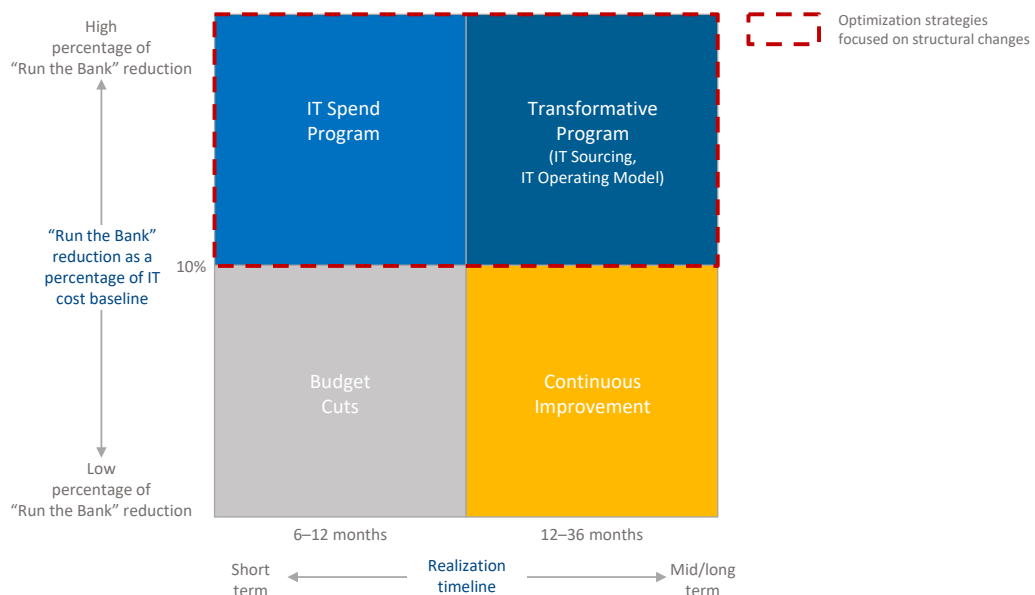 High
percentage of
“Run the Bank” reduction
“Run the Bank”
reduction as a
percentage of IT
cost baseline
10%
Low
percentage of
“Run the Bank” reduction
IT Spend
Program
Transformative
Program
(IT Sourcing,
IT Operating Model)
Budget
Cuts
Continuous
Improvement
Optimization strategies
focused on structural changes
6–12 months
12–36 months
Short
term
Realization
timeline
Mid/long
term